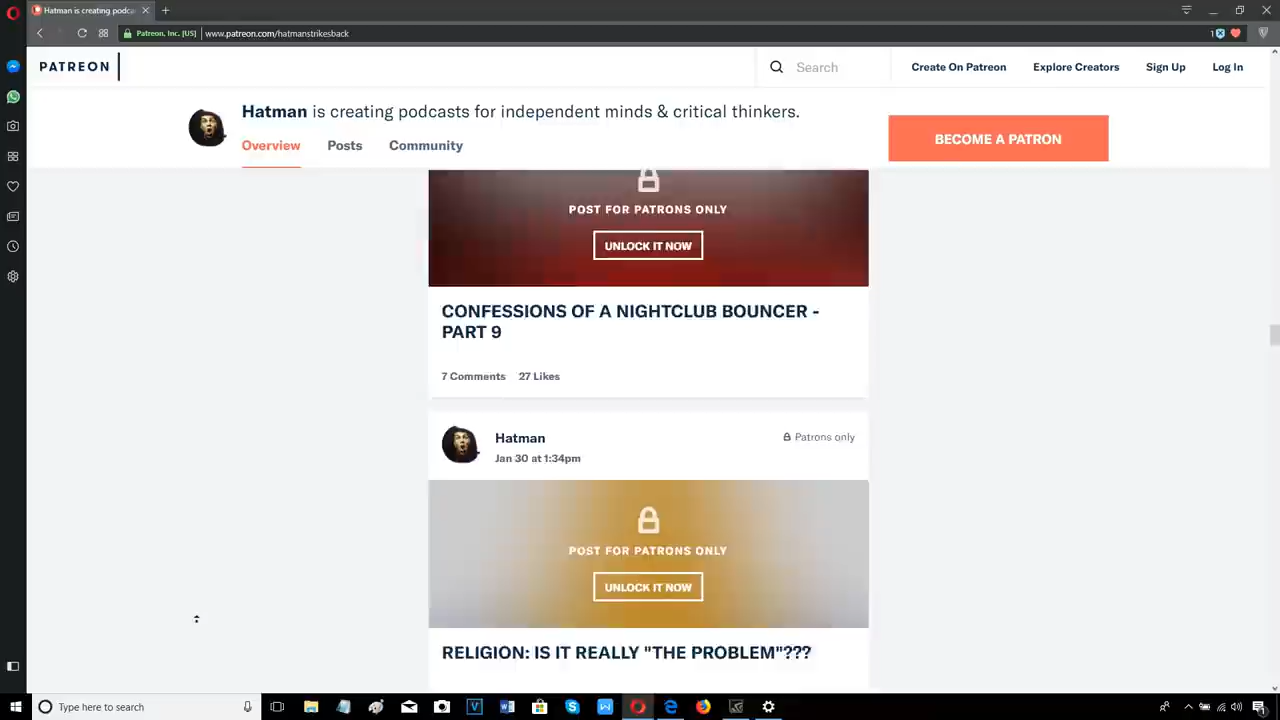 Hatman is creating podca
Patreon, Inc. [US]
www.patreon.com/hatmanstrikesback
1
PATREON
Search
Create On Patreon
Explore Creators
Sign Up
Log In
Hatman is creating podcasts for independent minds & critical thinkers.
BECOME A PATRON
Overview
Posts
Community
POST FOR PATRONS ONLY
UNLOCK IT NOW
CONFESSIONS OF A NIGHTCLUB BOUNCER -
PART 9
7 Comments
27 Likes
Hatman
Patrons only
Jan 30 at 1:34pm
POST FOR PATRONS ONLY
UNLOCK IT NOW
RELIGION: IS IT REALLY "THE PROBLEM"???
Type here to search